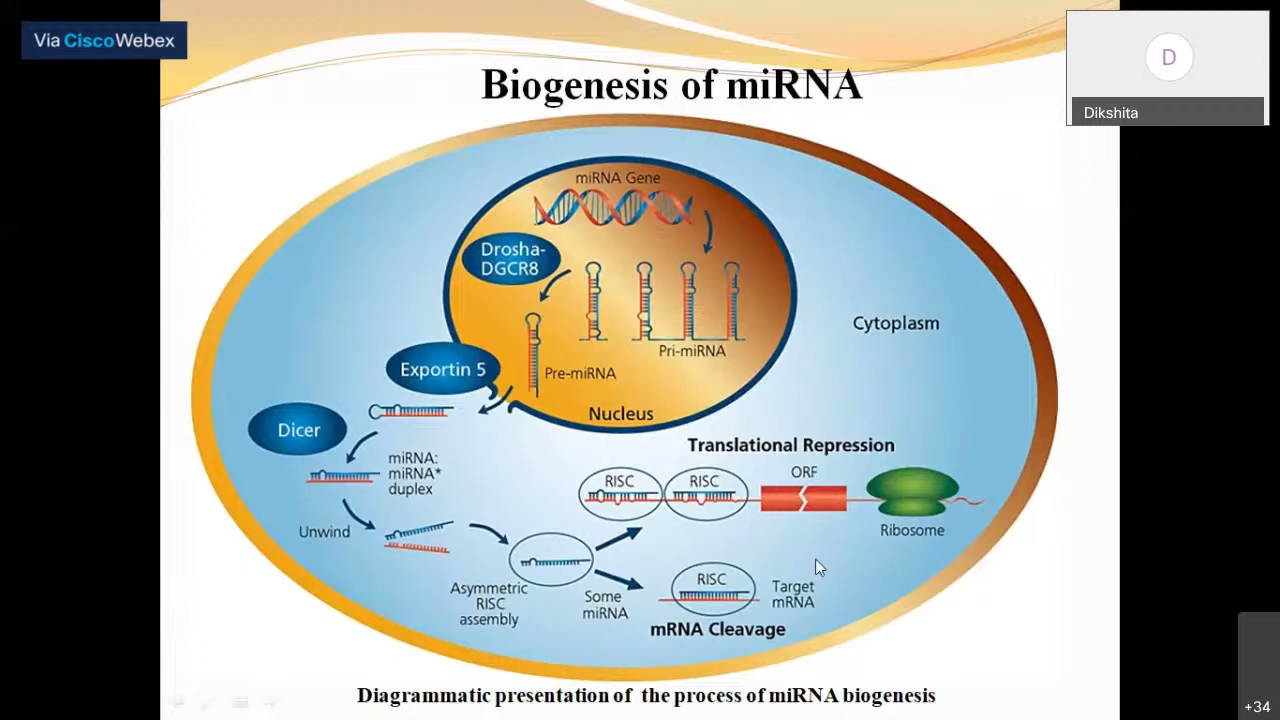 Via CiscoWebex
D
Dikshita
Biogenesis of miRNA
miRNA Gene
Drosha-
DGCR8
Pri-miRNA
Cytoplasm
Exportin 5
Pre-miRNA
Nucleus
Dicer
miRNA:
miRNA*
duplex
Unwind
Translational Repression
RISC
RISC
ORF
Ribosome
Asymmetric
RISC
assembly
Some
miRNA
RISC
Target
mRNA
mRNA Cleavage
Diagrammatic presentation of the process of miRNA biogenesis
+34